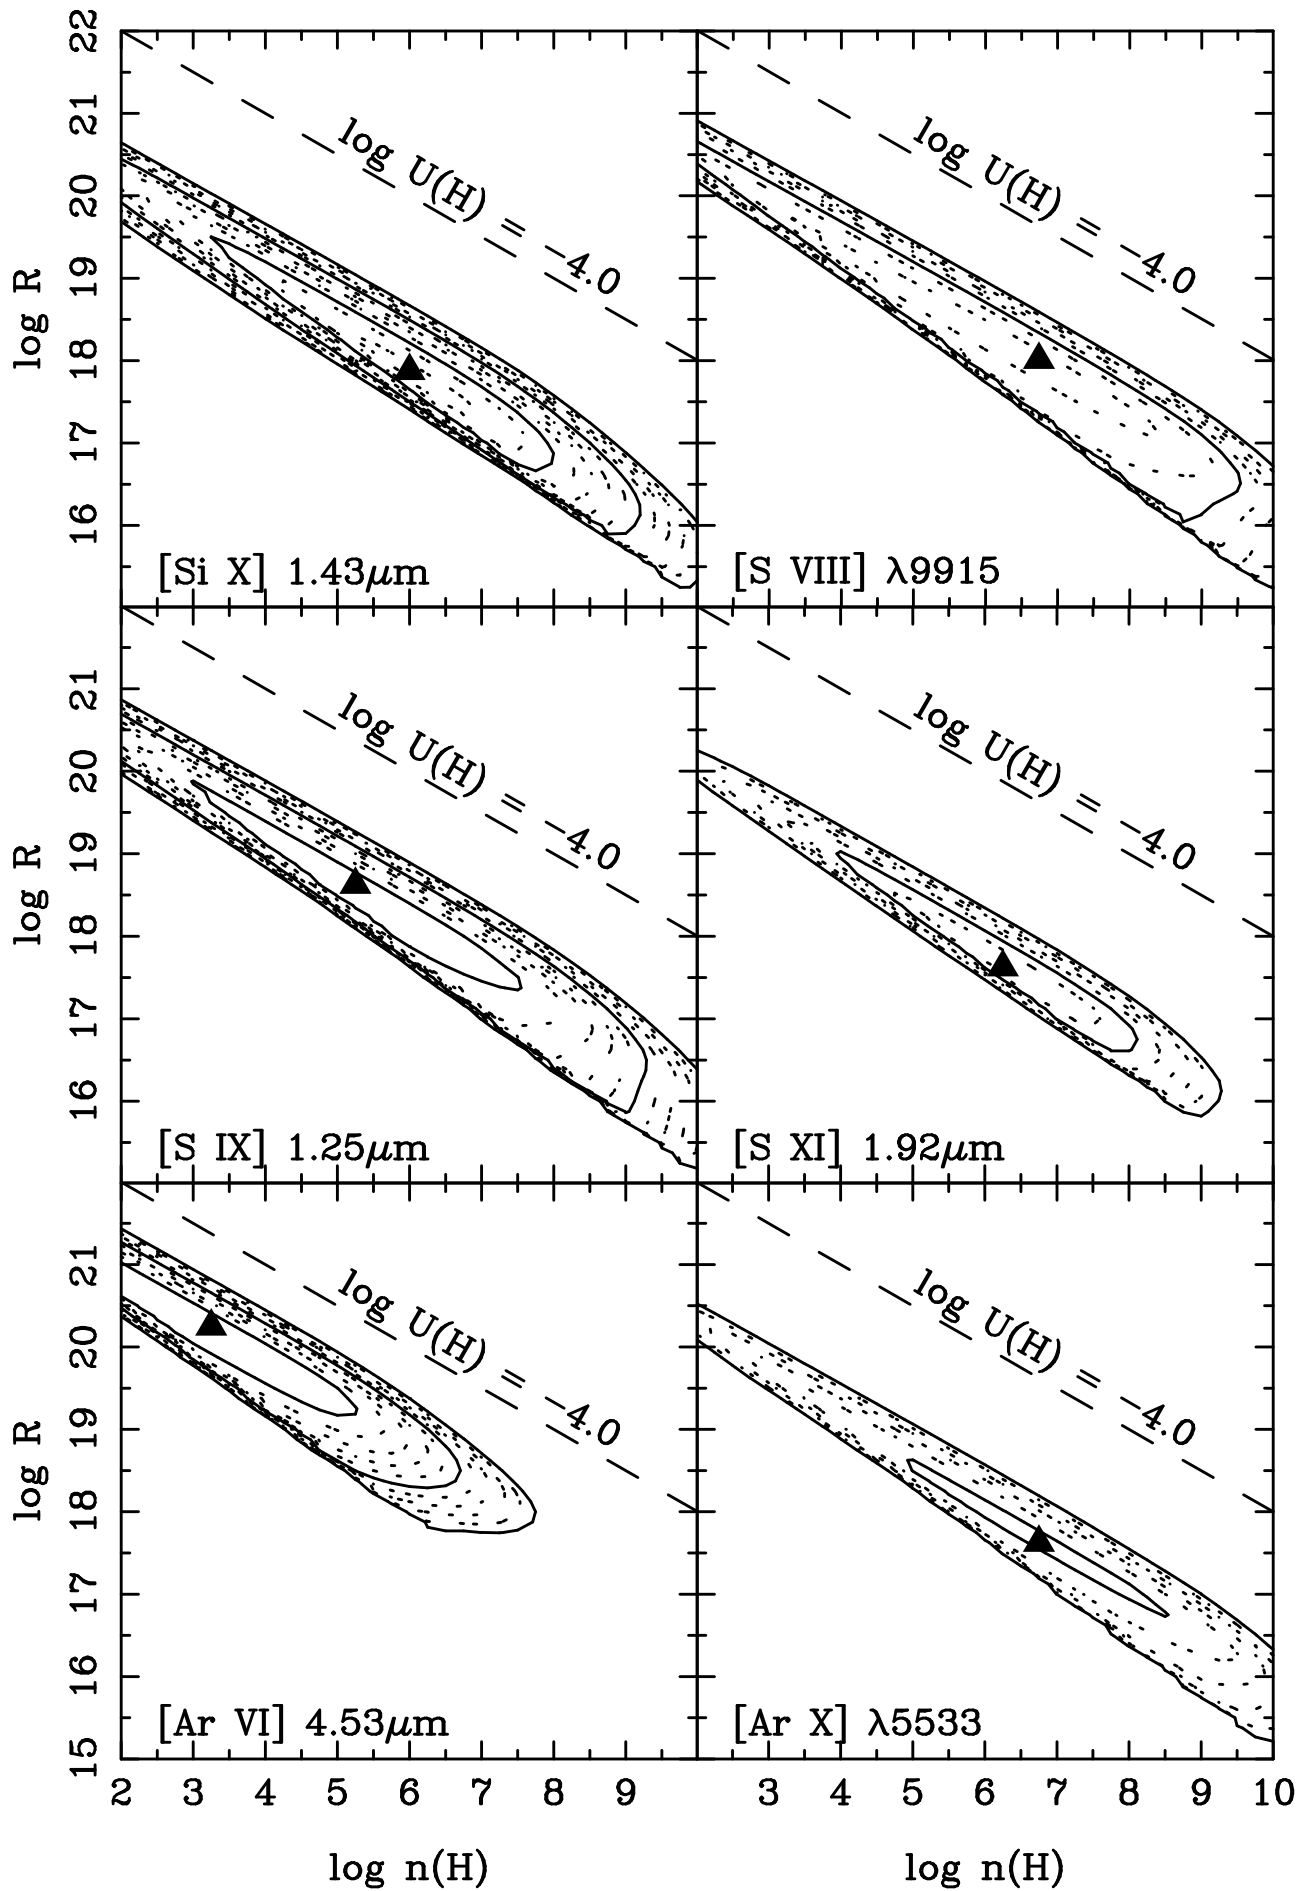 22
21
20
19
18
17
16
log R
log U(H) = −4.0
log U(H) = −4.0
[Si X] 1.43μm
[S VIII] λ9915
21
20
19
18
17
16
log R
log U(H) = −4.0
log U(H) = −4.0
[S IX] 1.25μm
[S XI] 1.92μm
21
20
19
18
17
16
15
log R
log U(H) = −4.0
log U(H) = −4.0
[Ar VI] 4.53μm
[Ar X] λ5533
2 3 4 5 6 7 8 9
3 4 5 6 7 8 9 10
log n(H)
log n(H)